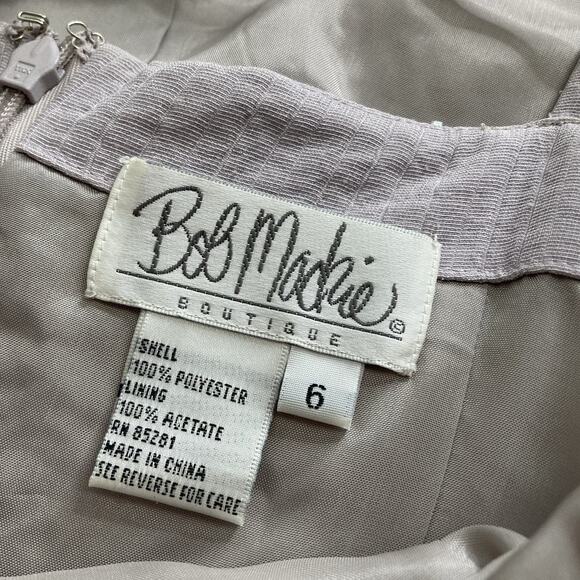 Bob Mackie
©
BOUTIQUE
6
SHELL
100% POLYESTER
LINING
100% ACETATE
RN 85281
MADE IN CHINA
SEE REVERSE FOR CARE